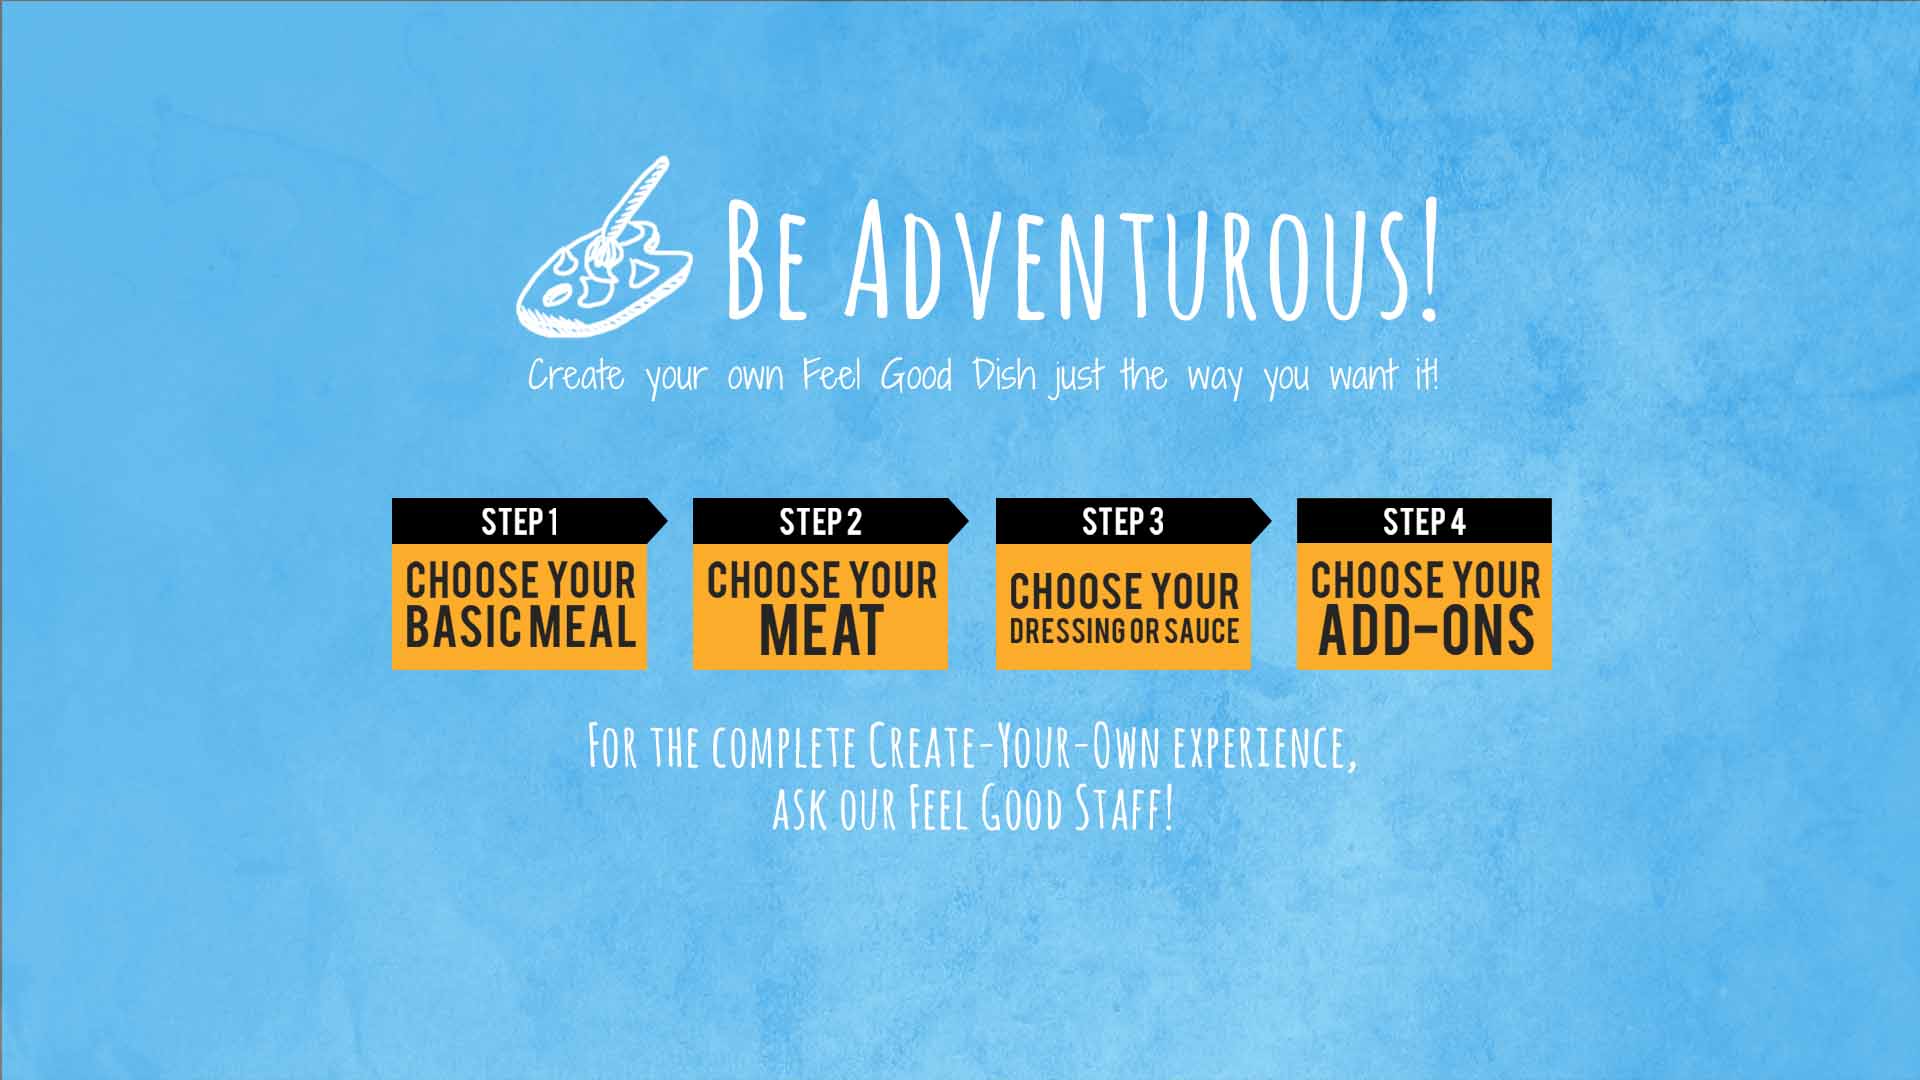 Be Adventurous!
Create your own Feel Good Dish just the way you want it!
STEP 1
CHOOSE YOUR
BASIC MEAL
STEP 2
CHOOSE YOUR
MEAT
STEP 3
CHOOSE YOUR
DRESSING OR SAUCE
STEP 4
CHOOSE YOUR
ADD-ONS
For the complete Create-Your-Own experience,
ask our Feel Good Staff!